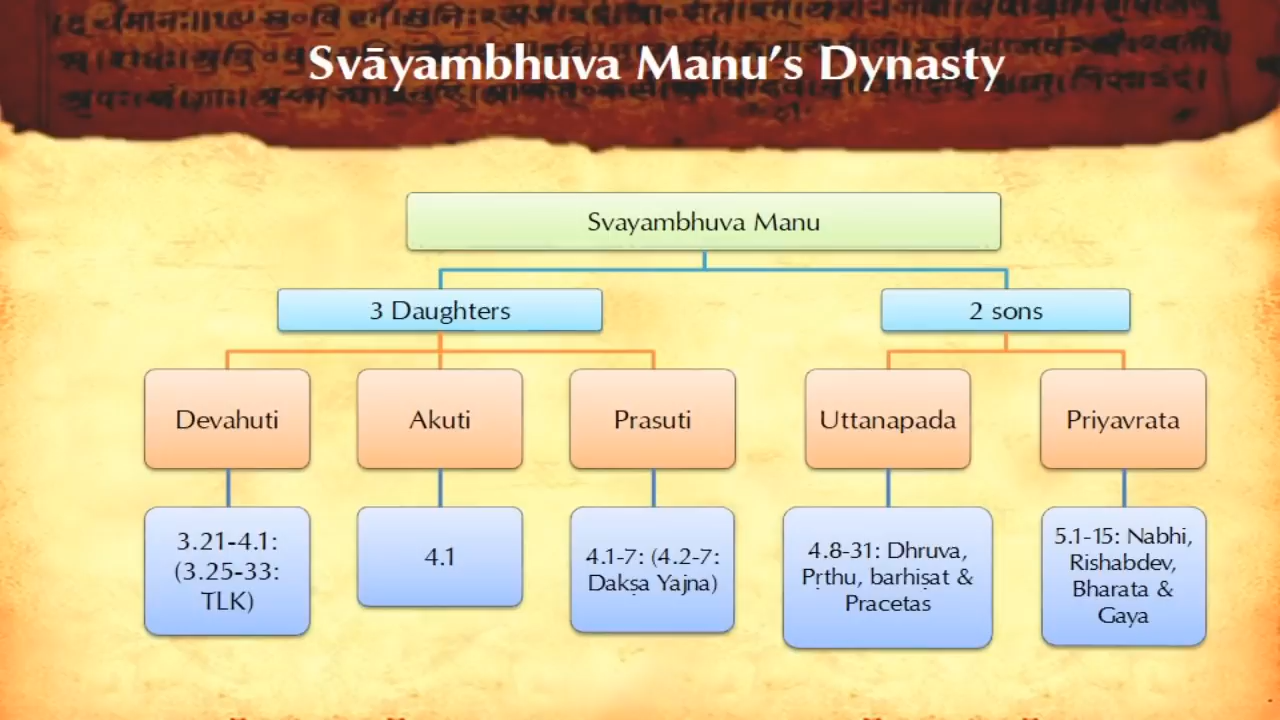 Svāyambhuva Manu’s Dynasty
Svayambhuva Manu
3 Daughters
2 sons
Devahuti
Akuti
Prasuti
Uttanapada
Priyavrata
3.21-4.1:
(3.25-33:
TLK)
4.1
4.1-7: (4.2-7:
Dakṣa Yajna)
4.8-31: Dhruva,
Pṛthu, barhiṣat &
Pracetas
5.1-15: Nabhi,
Rishabdev,
Bharata &
Gaya